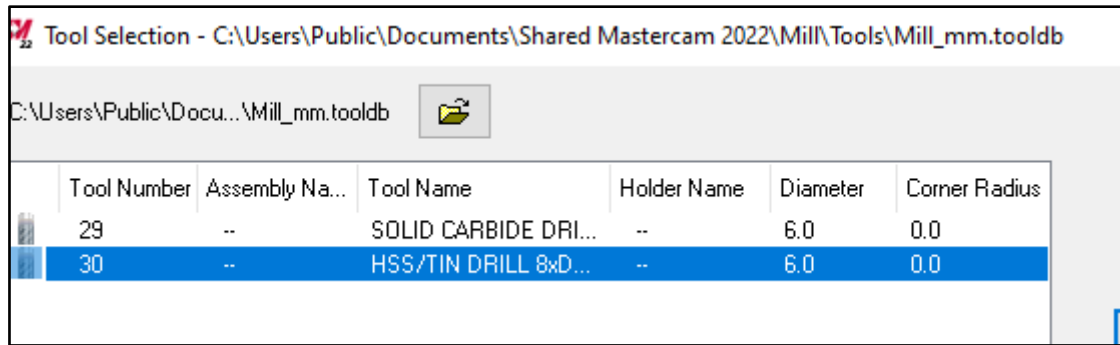 22 Tool Selection - C:\Users\Public\Documents\Shared Mastercam 2022\Mill\Tools\Mill_mm.tooldb
C:\Users\Public\Docu...\Mill_mm.tooldb
Tool Number Assembly Na... Tool Name Holder Name Diameter Corner Radius
29 -- SOLID CARBIDE DRI... -- 6.0 0.0
30 -- HSS/TIN DRILL 8xD... -- 6.0 0.0